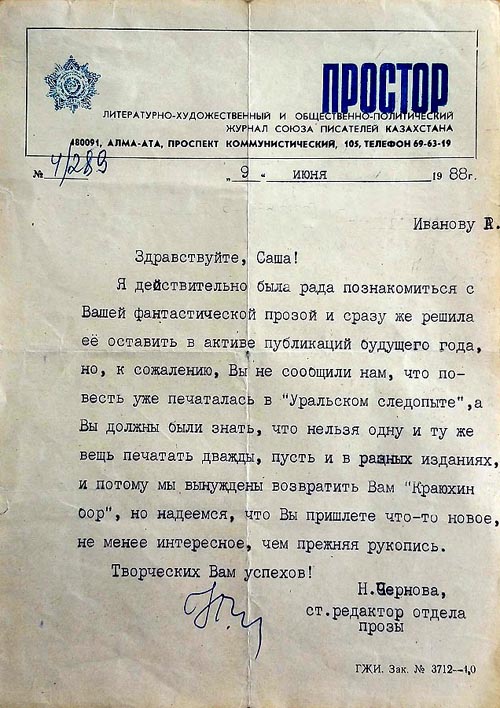 ПРОСТОР
ЛИТЕРАТУРНО-ХУДОЖЕСТВЕННЫЙ И ОБЩЕСТВЕННО-ПОЛИТИЧЕСКИЙ
ЖУРНАЛ СОЮЗА ПИСАТЕЛЕЙ КАЗАХСТАНА
480091, АЛМА-АТА, ПРОСПЕКТ КОММУНИСТИЧЕСКИЙ, 105, ТЕЛЕФОН 69-63-19
№ 4/289 „ 9 “ июня 19 88 г.
Иванову А.
Здравствуйте, Саша!
Я действительно была рада познакомиться с
Вашей фантастической прозой и сразу же решила
её оставить в активе публикаций будущего года,
но, к сожалению, Вы не сообщили нам, что по-
весть уже печаталась в "Уральском следопыте",а
Вы должны были знать, что нельзя одну и ту же
вещь печатать дважды, пусть и в разных изданиях,
и потому мы вынуждены возвратить Вам "Краюхин
бор", но надеемся, что Вы пришлете что-то новое,
не менее интересное, чем прежняя рукопись.
Творческих Вам успехов!
Н.Чернова,
ст.редактор отдела
прозы
ГЖИ. Зак. № 3712—4,0